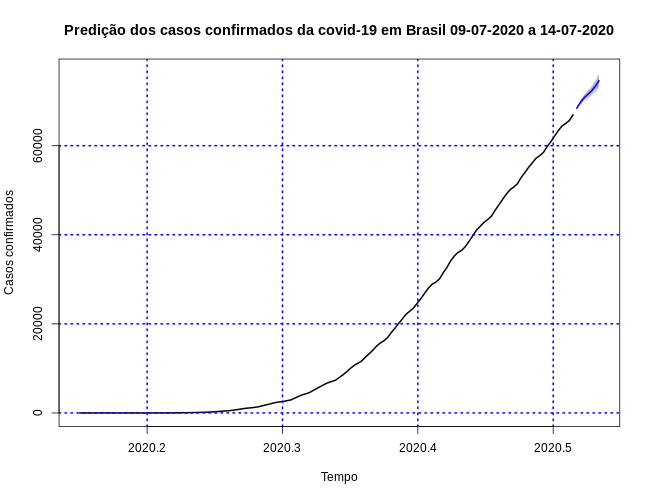 Predição dos casos confirmados da covid-19 em Brasil 09-07-2020 a 14-07-2020
Casos confirmados
60000
40000
20000
0
2020.2 2020.3 2020.4 2020.5
Tempo